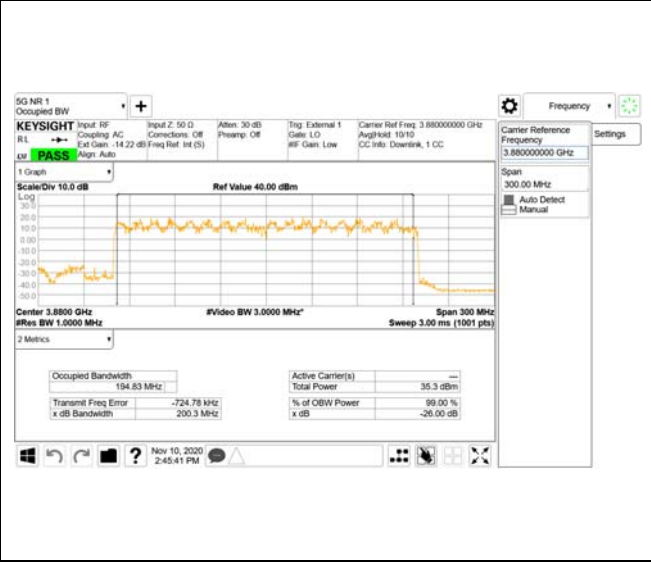 5G NR 1
Occupied BW
Frequency
KEYSIGHT
RL
LW PASS
Input: RF
Coupling: AC
Ext Gain: -14.22 dB
Align: Auto
Input Z: 50 Ω
Corrections: Off
Freq Ref: Int (S)
Atten: 30 dB
Preamp: Off
Trig: External 1
Gate: LO
#IF Gain: Low
Carrier Ref Freq: 3.880000000 GHz
Avg|Hold: 10/10
CC Info: Downlink, 1 CC
Carrier Reference
Frequency
3.880000000 GHz
Settings
Span
300.00 MHz
Auto Detect
Manual
1 Graph
Scale/Div 10.0 dB
Ref Value 40.00 dBm
Log
30.0
20.0
10.0
0.00
-10.0
-20.0
-30.0
-40.0
-50.0
Center 3.8800 GHz
#Video BW 3.0000 MHz*
Span 300 MHz
#Res BW 1.0000 MHz
Sweep 3.00 ms (1001 pts)
2 Metrics
Occupied Bandwidth
194.83 MHz
Active Carrier(s) —
Total Power 35.3 dBm
Transmit Freq Error -724.78 kHz
% of OBW Power 99.00 %
x dB Bandwidth 200.3 MHz
x dB -26.00 dB
?
Nov 10, 2020
2:45:41 PM